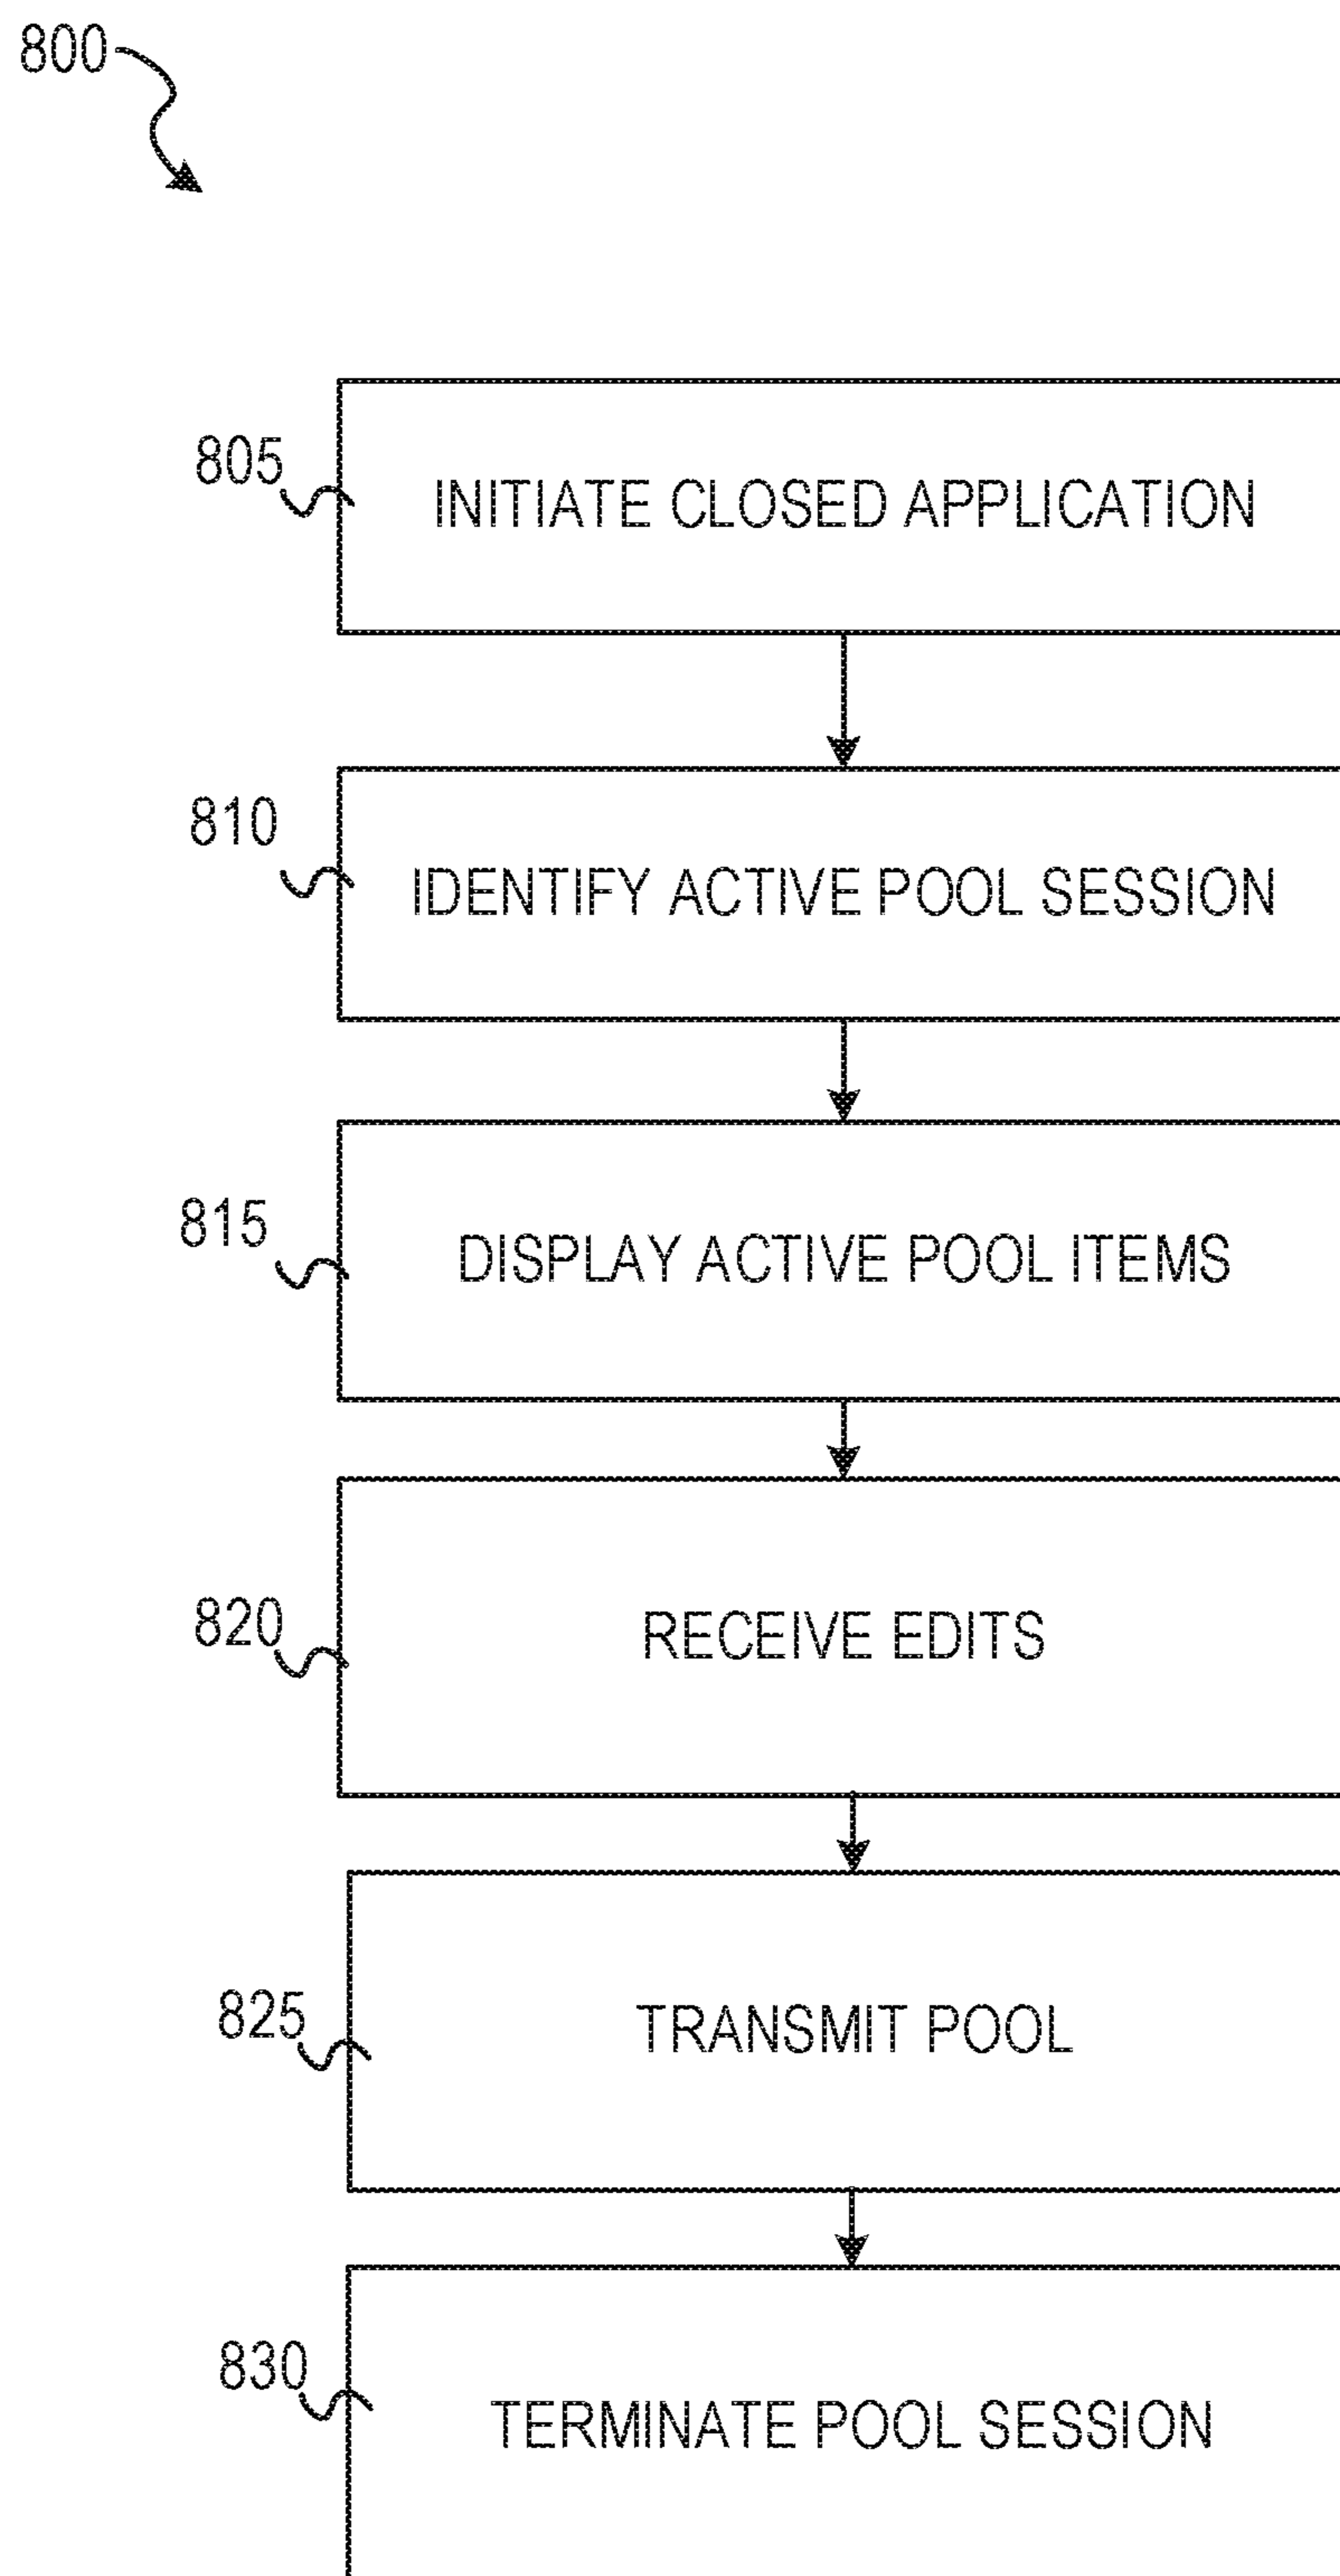 800
805
INITIATE CLOSED APPLICATION
810
IDENTIFY ACTIVE POOL SESSION
815
DISPLAY ACTIVE POOL ITEMS
820
RECEIVE EDITS
825
TRANSMIT POOL
830
TERMINATE POOL SESSION